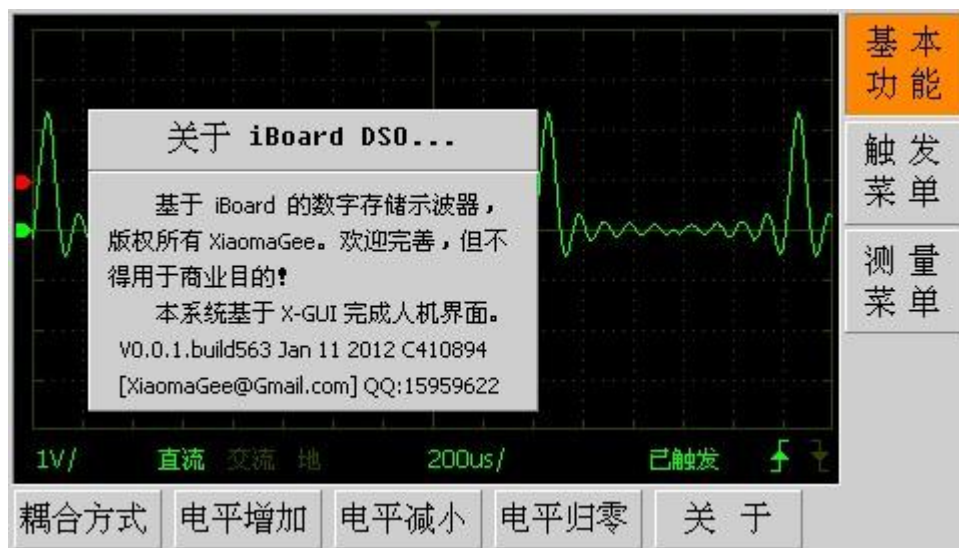 基 本
功 能
触 发
菜 单
测 量
菜 单
关于 iBoard DSO...
基于 iBoard 的数字存储示波器，
版权所有 XiaomaGee。欢迎完善，但不
得用于商业目的！
本系统基于 X-GUI 完成人机界面。
V0.0.1.build563 Jan 11 2012 C410894
[XiaomaGee@Gmail.com] QQ:15959622
1V/ 直流 交流 地 200us/ 已触发
耦合方式 电平增加 电平减小 电平归零 关 于